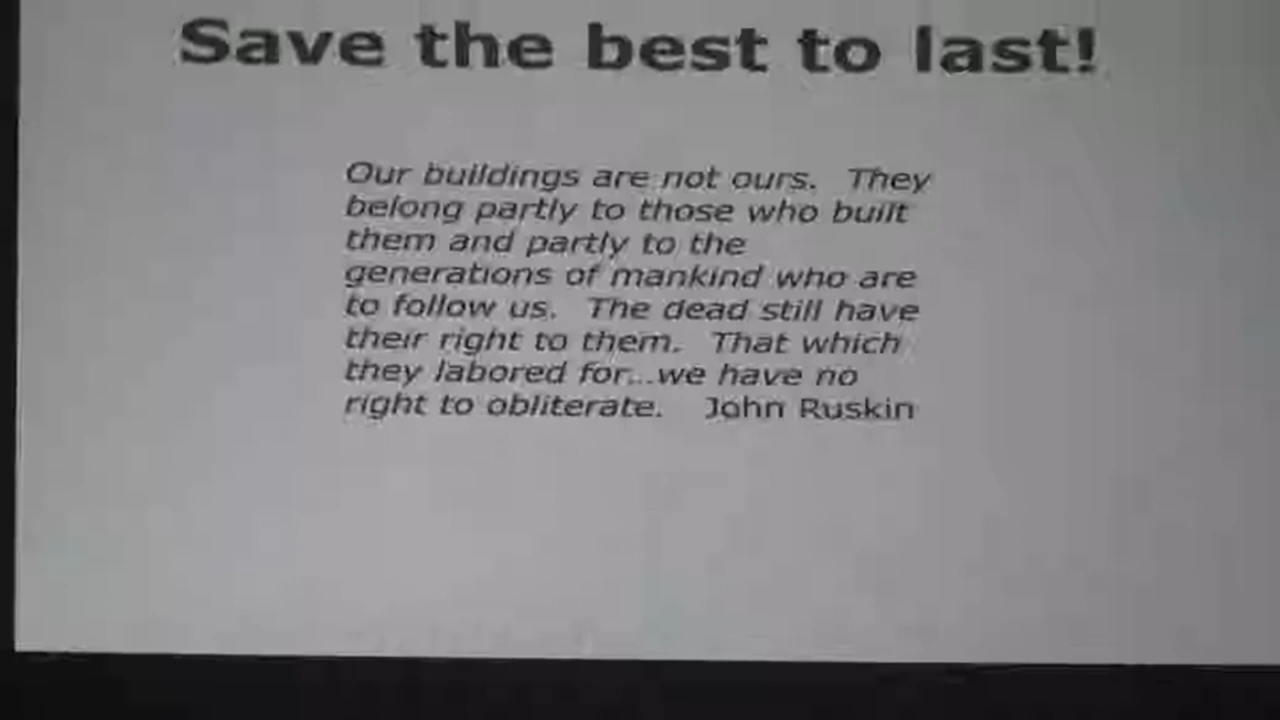 Save the best to last!
Our buildings are not ours. They
belong partly to those who built
them and partly to the
generations of mankind who are
to follow us. The dead still have
their right to them. That which
they labored for...we have no
right to obliterate. John Ruskin